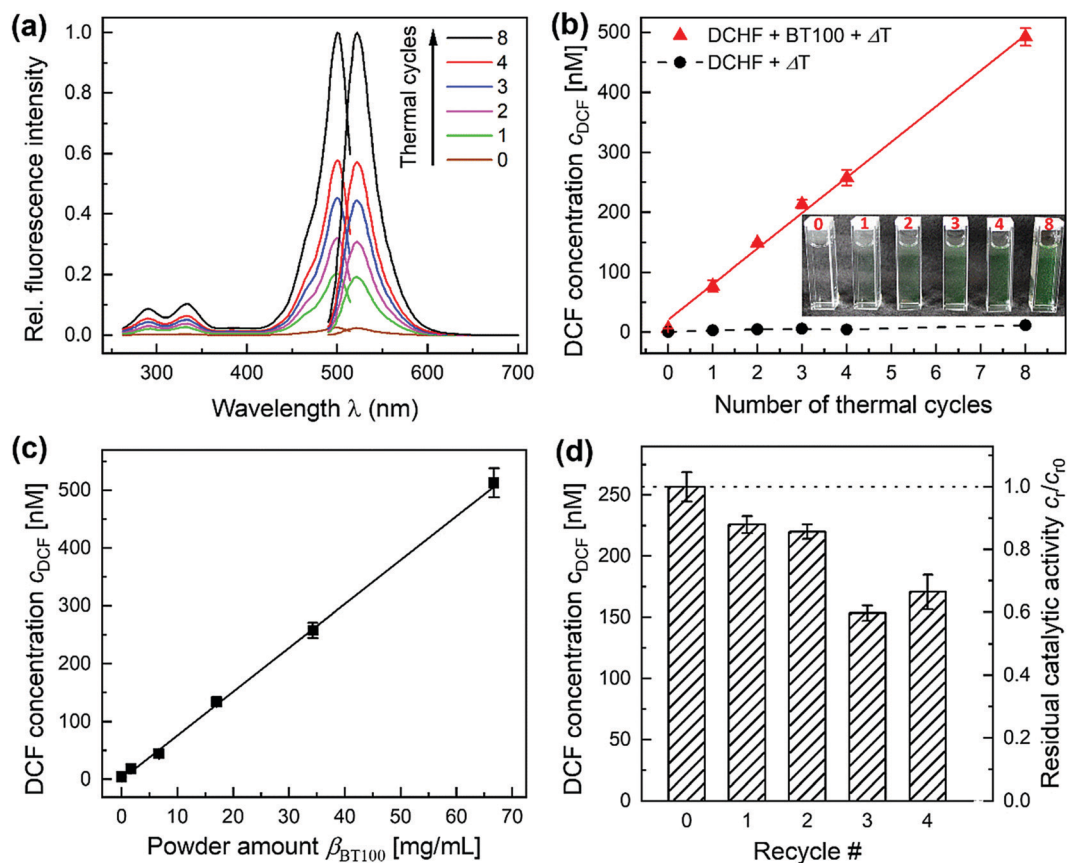 (a)
Rel. fluorescence intensity
1.0
0.8
0.6
0.4
0.2
0.0
300 400 500 600 700
Wavelength λ (nm)
Thermal cycles
8
4
3
2
1
0
(b)
DCF concentration cDCF [nM]
500
400
300
200
100
0
DCHF + BT100 + ΔT
DCHF + ΔT
0 1 2 3 4 8
0 1 2 3 4 5 6 7 8
Number of thermal cycles
(c)
DCF concentration cDCF [nM]
500
400
300
200
100
0
0 10 20 30 40 50 60 70
Powder amount βBT100 [mg/mL]
(d)
DCF concentration cDCF [nM]
250
225
200
175
150
125
100
75
50
25
0
0 1 2 3 4
Recycle #
1.0
0.8
0.6
0.4
0.2
0.0
Residual catalytic activity cr/cr0